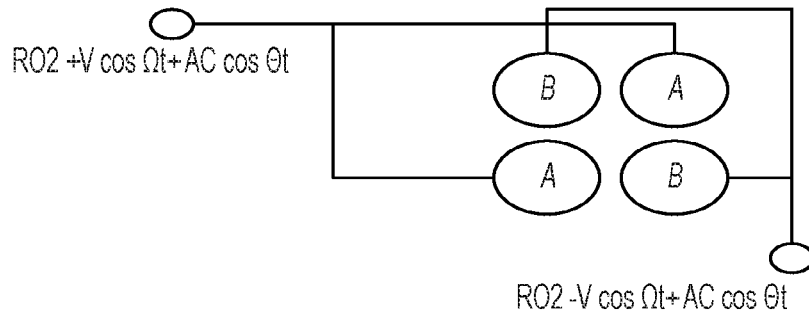 RO2 +V cos Ωt+AC cos Θt
B A
A B
RO2 -V cos Ωt+AC cos Θt